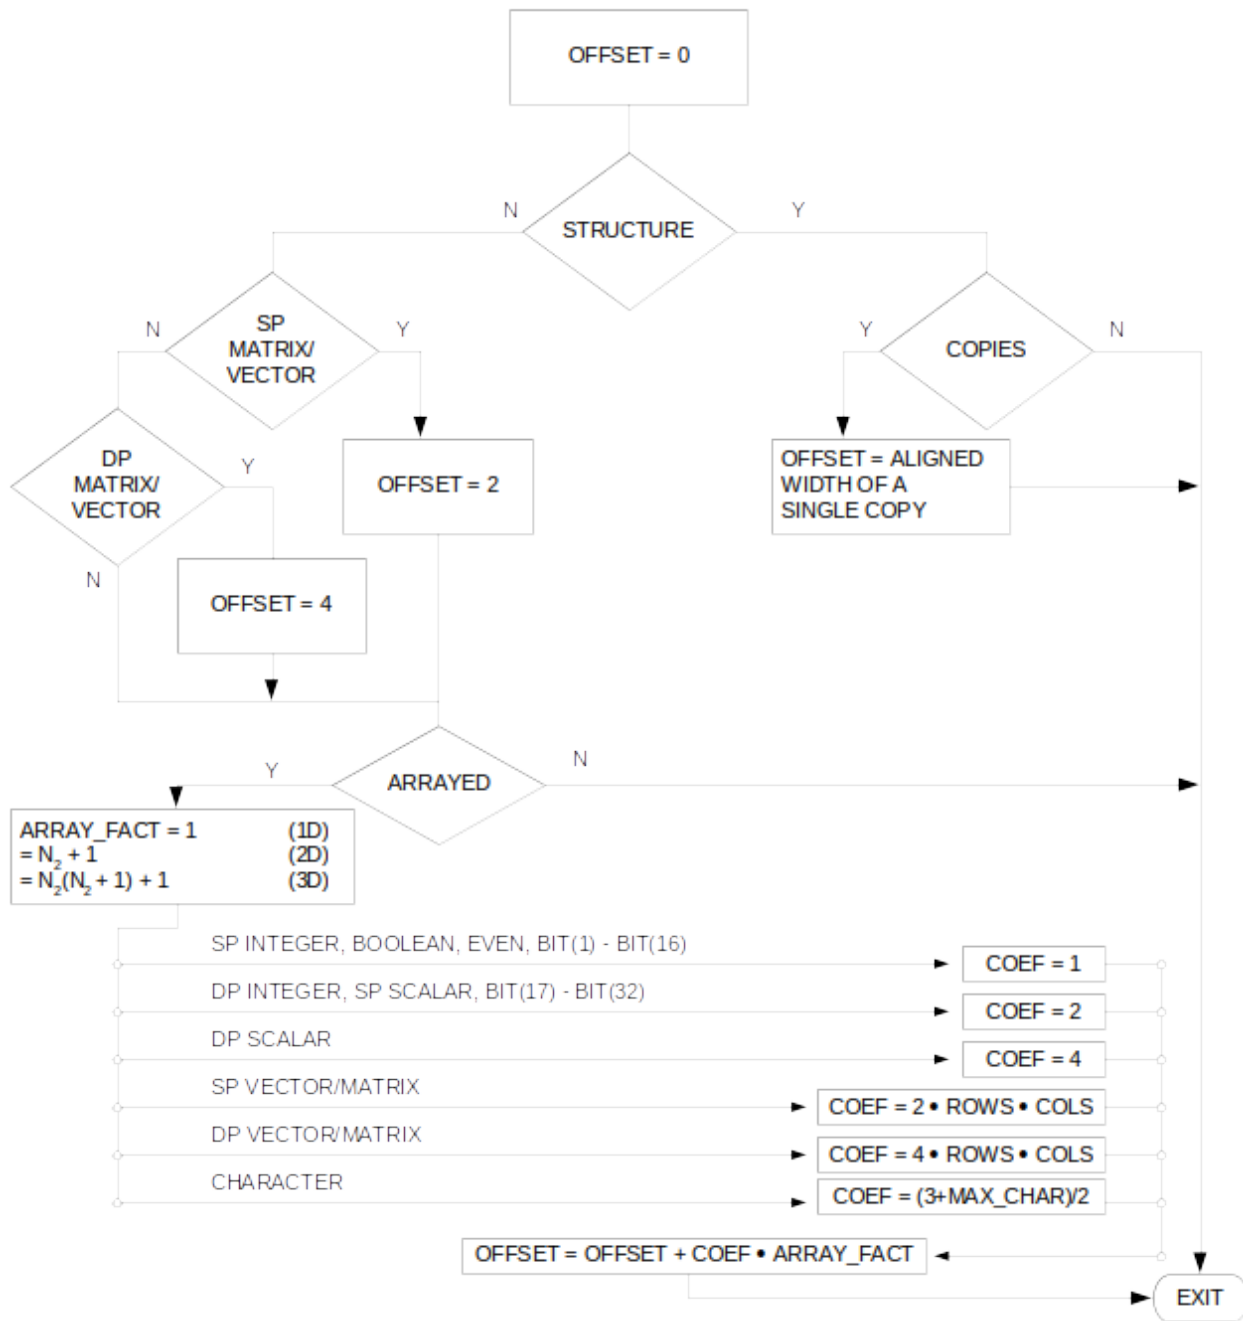 OFFSET = 0
N
STRUCTURE
Y
N
SP
MATRIX/
VECTOR
Y
Y
COPIES
N
DP
MATRIX/
VECTOR
Y
N
OFFSET = 2
OFFSET = ALIGNED
WIDTH OF A
SINGLE COPY
OFFSET = 4
Y
ARRAYED
N
ARRAY_FACT = 1 (1D)
= N₂ + 1 (2D)
= N₂(N₂ + 1) + 1 (3D)
SP INTEGER, BOOLEAN, EVEN, BIT(1) - BIT(16)
COEF = 1
DP INTEGER, SP SCALAR, BIT(17) - BIT(32)
COEF = 2
DP SCALAR
COEF = 4
SP VECTOR/MATRIX
COEF = 2 • ROWS • COLS
DP VECTOR/MATRIX
COEF = 4 • ROWS • COLS
CHARACTER
COEF = (3+MAX_CHAR)/2
OFFSET = OFFSET + COEF • ARRAY_FACT
EXIT